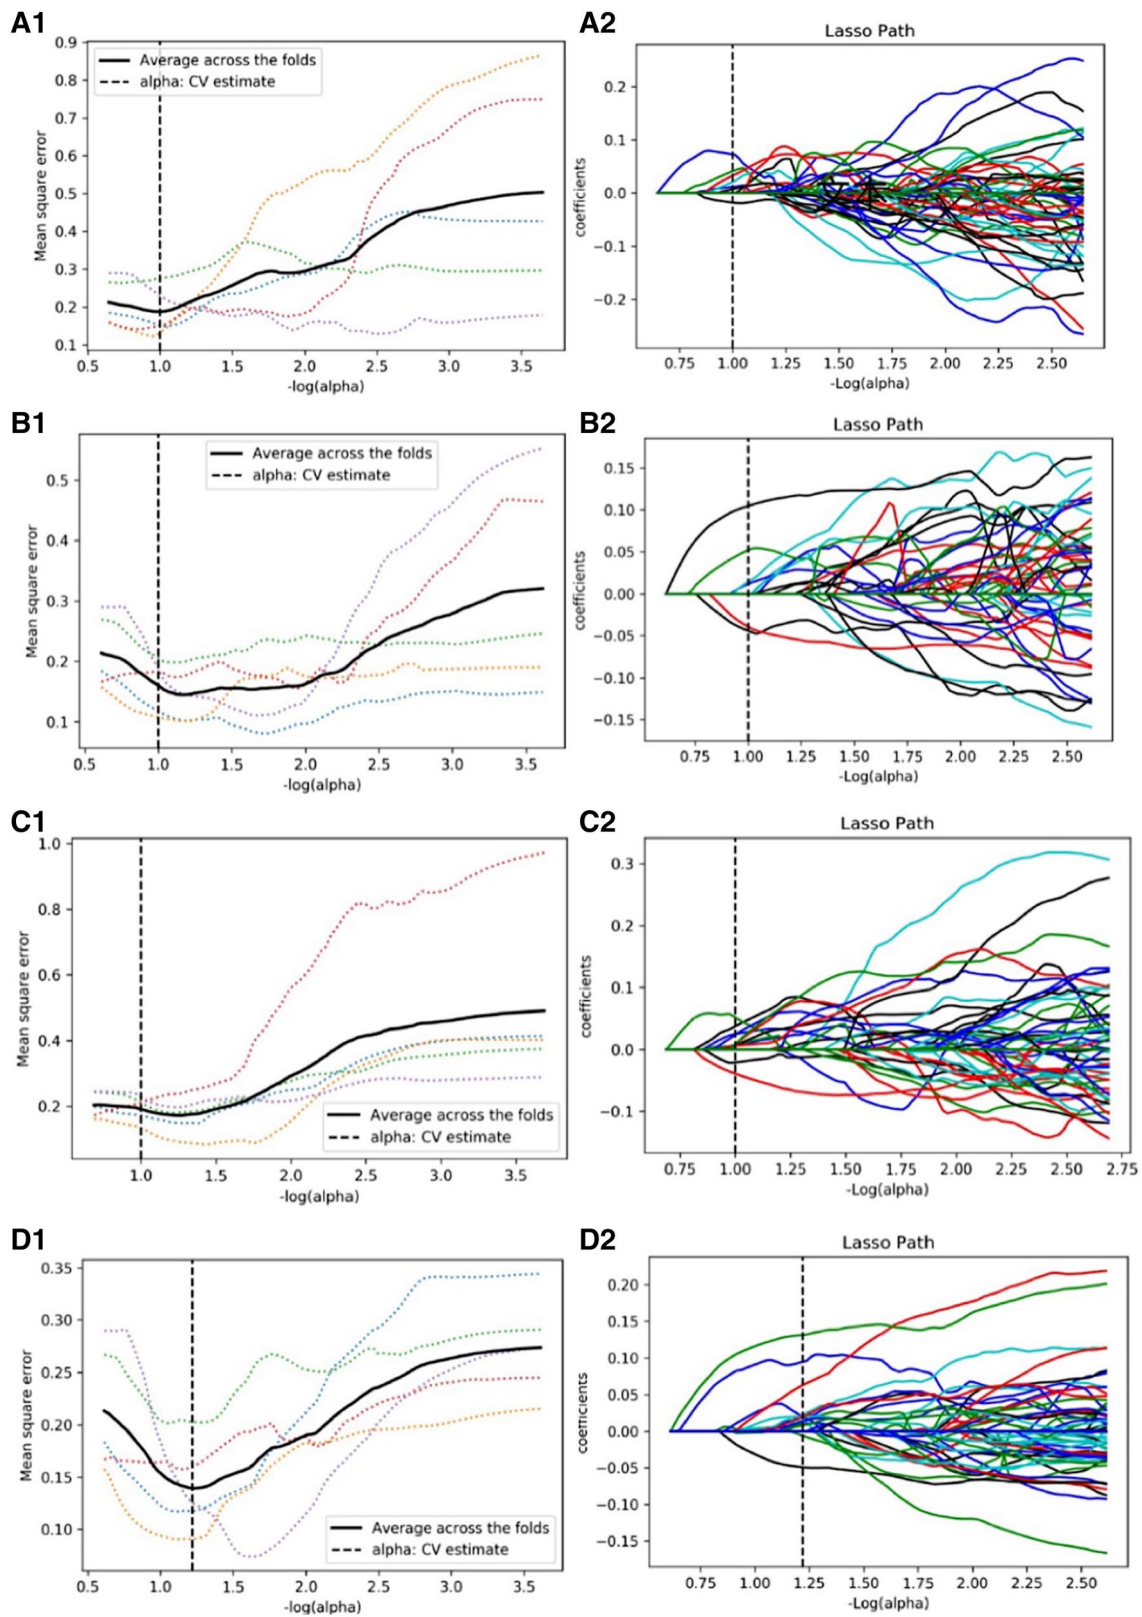 A1
0.9
0.8
0.7
0.6
0.5
0.4
0.3
0.2
0.1
Mean square error
Average across the folds
alpha: CV estimate
0.5 1.0 1.5 2.0 2.5 3.0 3.5
-log(alpha)
A2
Lasso Path
0.2
0.1
0.0
−0.1
−0.2
coefficients
0.75 1.00 1.25 1.50 1.75 2.00 2.25 2.50
-Log(alpha)
B1
0.5
0.4
0.3
0.2
0.1
Mean square error
Average across the folds
alpha: CV estimate
0.5 1.0 1.5 2.0 2.5 3.0 3.5
-log(alpha)
B2
Lasso Path
0.15
0.10
0.05
0.00
−0.05
−0.10
−0.15
coefficients
0.75 1.00 1.25 1.50 1.75 2.00 2.25 2.50
-Log(alpha)
C1
1.0
0.8
0.6
0.4
0.2
Mean square error
Average across the folds
alpha: CV estimate
1.0 1.5 2.0 2.5 3.0 3.5
-log(alpha)
C2
Lasso Path
0.3
0.2
0.1
0.0
−0.1
coefficients
0.75 1.00 1.25 1.50 1.75 2.00 2.25 2.50 2.75
-Log(alpha)
D1
0.35
0.30
0.25
0.20
0.15
0.10
Mean square error
Average across the folds
alpha: CV estimate
0.5 1.0 1.5 2.0 2.5 3.0 3.5
-log(alpha)
D2
Lasso Path
0.20
0.15
0.10
0.05
0.00
−0.05
−0.10
−0.15
coefficients
0.75 1.00 1.25 1.50 1.75 2.00 2.25 2.50
-Log(alpha)